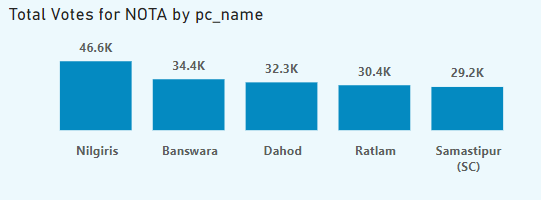 Total Votes for NOTA by pc_name
46.6K
34.4K
32.3K
30.4K
29.2K
Nilgiris
Banswara
Dahod
Ratlam
Samastipur
(SC)